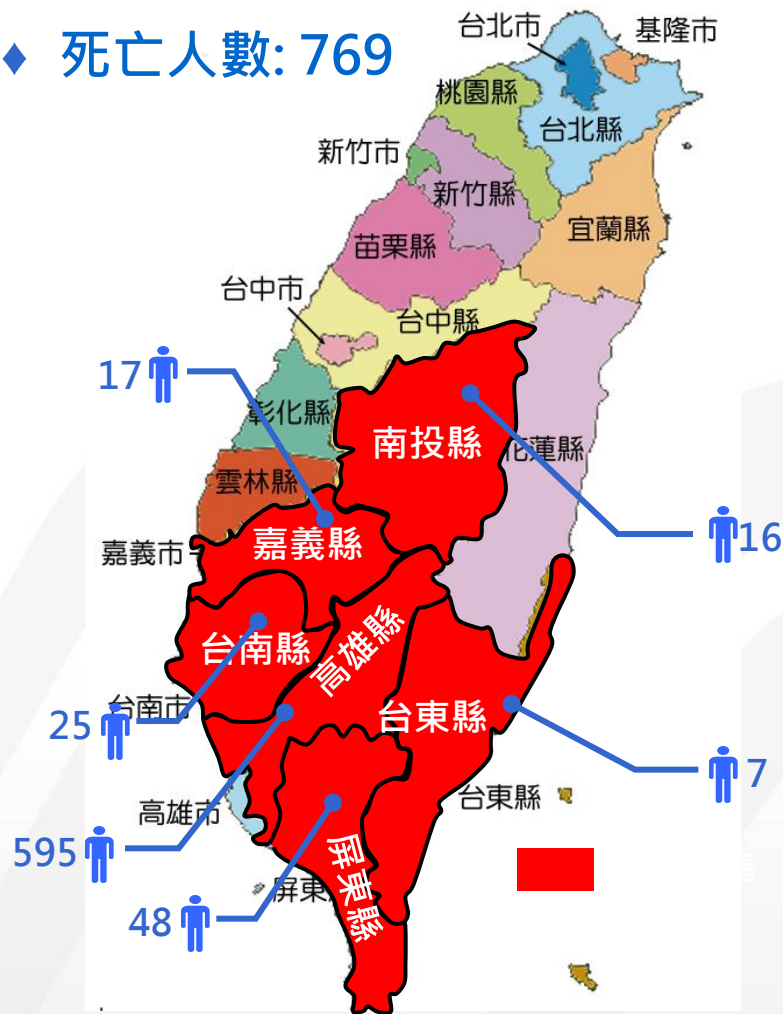 ♦ 死亡人數: 769
台北市
基隆市
桃園縣
台北縣
新竹市
新竹縣
宜蘭縣
苗栗縣
台中市
台中縣
17
彰化縣
南投縣
花蓮縣
雲林縣
16
嘉義市
嘉義縣
台南縣
高雄縣
台南市
台東縣
25
7
台東縣
高雄市
595
區
屏東縣
屏東
48